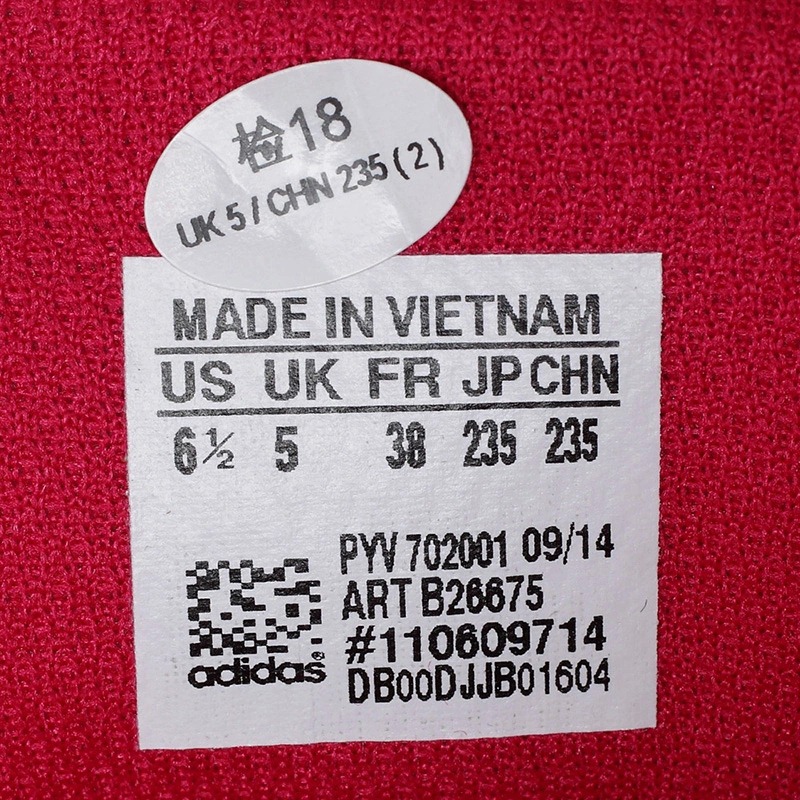 检18
UK 5 / CHN 235 (2)
MADE IN VIETNAM
US UK FR JP CHN
6½ 5 38 235 235
PYV 702001 09/14
ART B26675
#110609714
DB00DJJB01604
adidas®